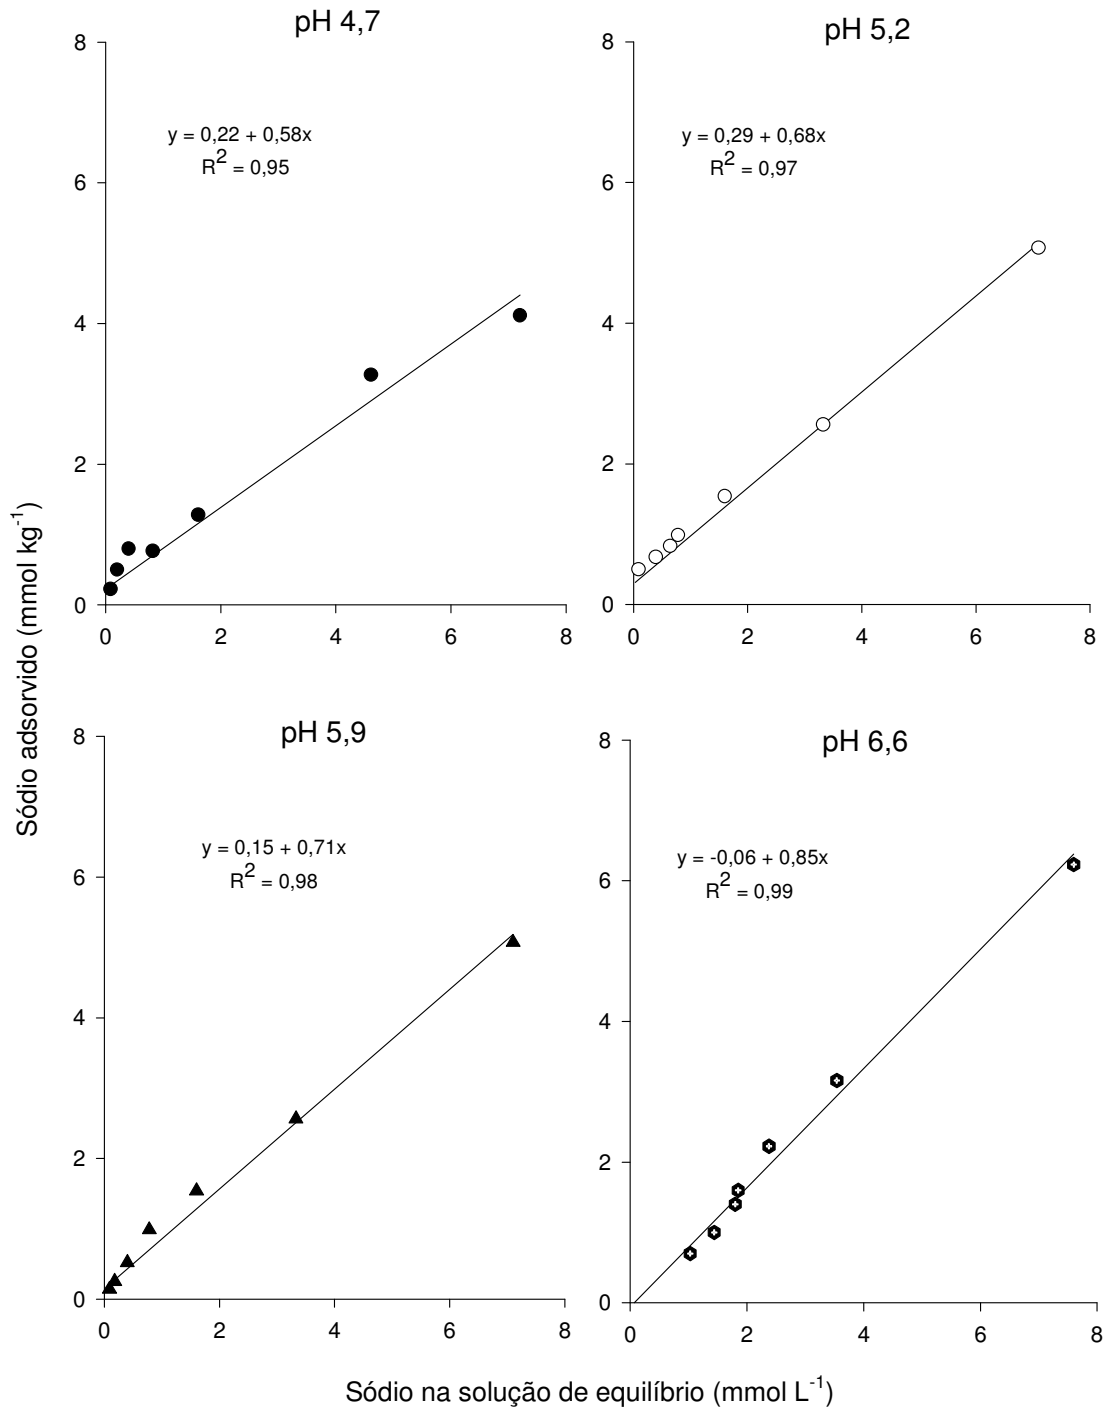 pH 4,7
8
y = 0,22 + 0,58x
R² = 0,95
6
4
2
0
0 2 4 6 8
pH 5,2
8
y = 0,29 + 0,68x
R² = 0,97
6
4
2
0
0 2 4 6 8
Sódio adsorvido (mmol kg⁻¹)
pH 5,9
8
y = 0,15 + 0,71x
R² = 0,98
6
4
2
0
0 2 4 6 8
pH 6,6
8
y = -0,06 + 0,85x
R² = 0,99
6
4
2
0
0 2 4 6 8
Sódio na solução de equilíbrio (mmol L⁻¹)